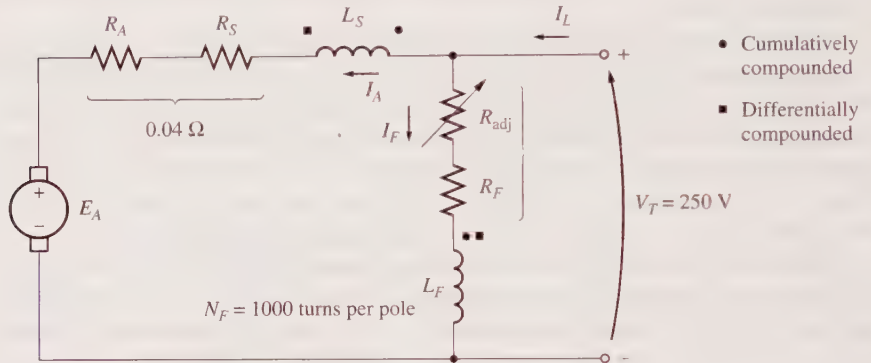 R_A
R_S
L_S
I_L
+
I_A
0.04 Ω
I_F
R_adj
R_F
• Cumulatively
compounded
■ Differentially
compounded
+
−
E_A
V_T = 250 V
L_F
N_F = 1000 turns per pole
−